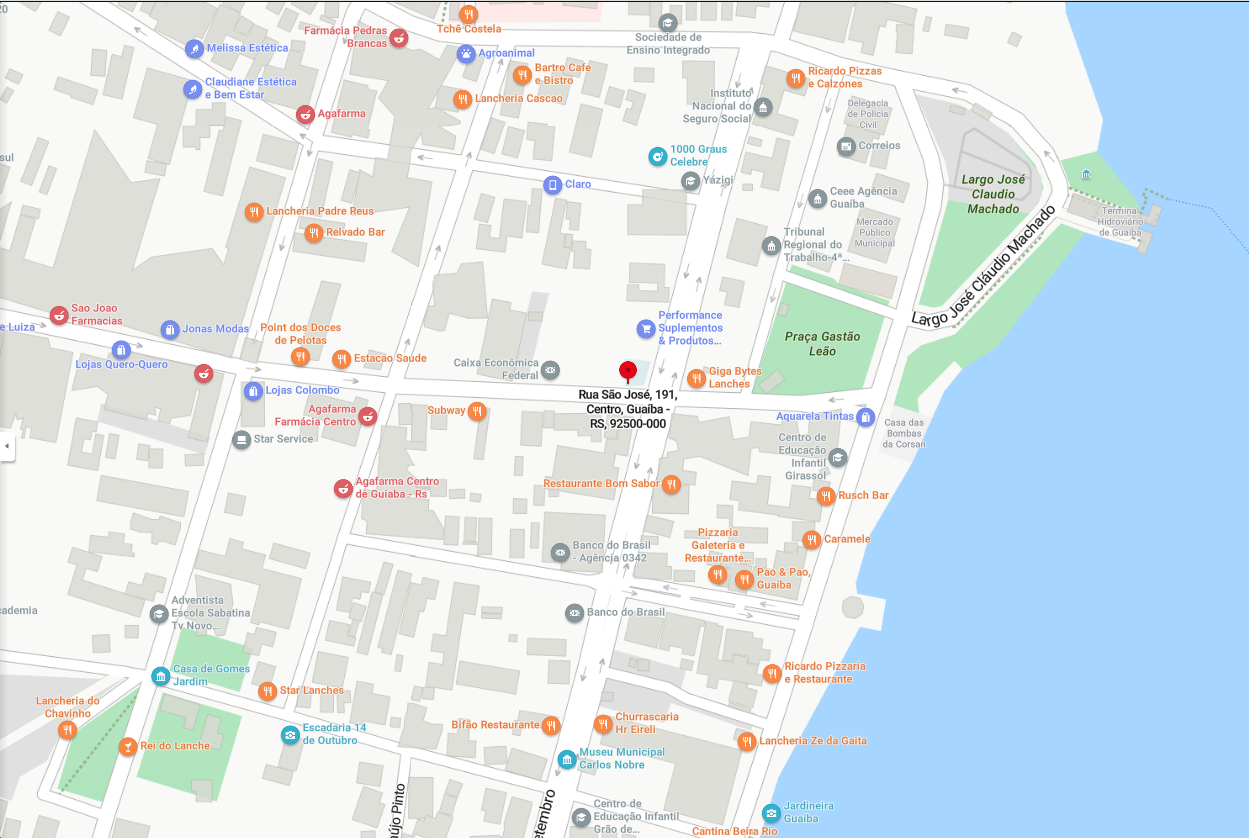 20
Tchê Costela
Farmácia Pedras
Brancas
Sociedade de
Ensino Integrado
Melissa Estética
Agroanimal
Bartro Cafe
e Bistro
Ricardo Pizzas
e Calzones
Claudiane Estética
e Bem Estar
Lancheria Cascao
Instituto
Nacional do
Seguro Social
Delegacia
de Polícia
Civil
Agafarma
Correios
1000 Graus
Celebre
sul
Claro
Yázigi
Largo José
Claudio
Machado
Ceee Agência
Guaíba
Lancheria Padre Reus
Reivado Bar
Mercado
Público
Municipal
Terminal
Hidroviário
de Guaíba
Tribunal
Regional do
Trabalho-4ª...
Largo José Cláudio Machado
Sao Joao
Farmacias
e Luiza
Jonas Modas
Point dos Doces
de Pelotas
Performance
Suplementos
& Produtos...
Praça Gastão
Leão
Lojas Quero-Quero
Estacao Saude
Caixa Econômica
Federal
Giga Bytes
Lanches
Lojas Colombo
Rua São José, 191,
Centro, Guaíba -
RS, 92500-000
Agafarma
Farmácia Centro
Subway
Aquarela Tintas
Casa das
Bombas
da Corsan
Star Service
Centro de
Educação
Infantil
Girassol
Agafarma Centro
de Guiaba - Rs
Restaurante Bom Sabor
Rusch Bar
Pizzaria
Galeteria e
Restaurante...
Caramele
Banco do Brasil
- Agência 0342
Pao & Pao,
Guaíba
Adventista
Escola Sabatina
Tv Novo...
cademia
Banco do Brasil
Casa de Gomes
Jardim
Ricardo Pizzaria
e Restaurante
Star Lanches
Lancheria do
Chavinho
Escadaria 14
de Outubro
Bifão Restaurante
Churrascaria
Hr Eireli
Rei do Lanche
Lancheria Ze da Gaita
Museu Municipal
Carlos Nobre
újo Pinto
etembro
Centro de
Educação Infantil
Grão de...
Jardineira
Guaíba
Cantina Beira Rio